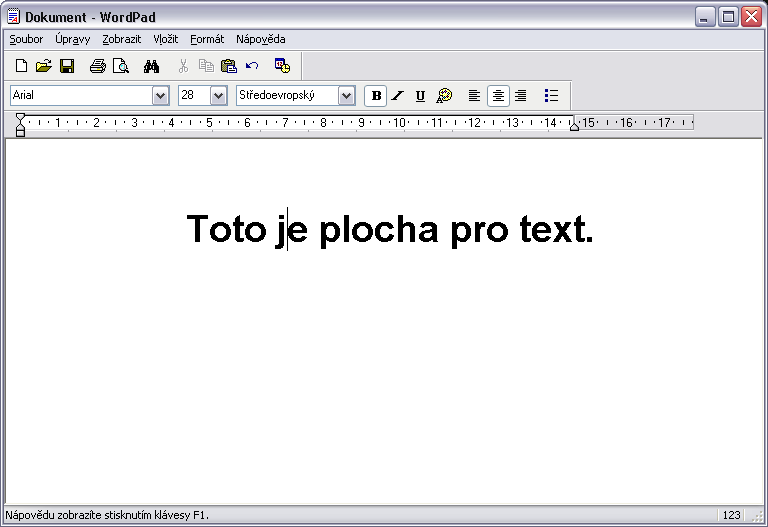 Dokument - WordPad
Soubor Úpravy Zobrazit Vložit Formát Nápověda
Arial 28 Středoevropský B I U
1 2 3 4 5 6 7 8 9 10 11 12 13 14 15 16 17
Toto je plocha pro text.
Nápovědu zobrazíte stisknutím klávesy F1. 123